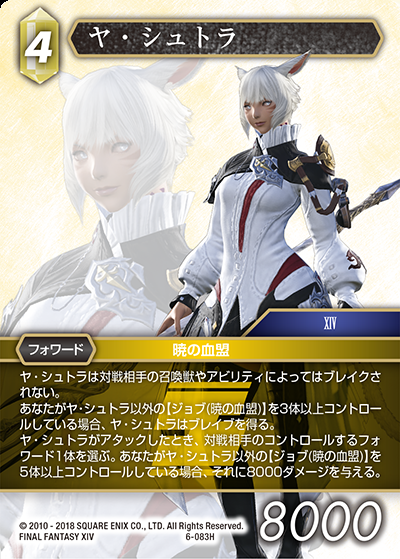 4
ヤ・シュトラ
XIV
フォワード
暁の血盟
ヤ・シュトラは対戦相手の召喚獣やアビリティによってはブレイクさ
れない。
あなたがヤ・シュトラ以外の【ジョブ(暁の血盟)】を3体以上コントロー
ルしている場合、ヤ・シュトラはブレイブを得る。
ヤ・シュトラがアタックしたとき、対戦相手のコントロールするフォ
ワード1体を選ぶ。あなたがヤ・シュトラ以外の【ジョブ(暁の血盟)】を
5体以上コントロールしている場合、それに8000ダメージを与える。
© 2010 - 2018 SQUARE ENIX CO., LTD. All Rights Reserved.
FINAL FANTASY XIV
6-083H
8000